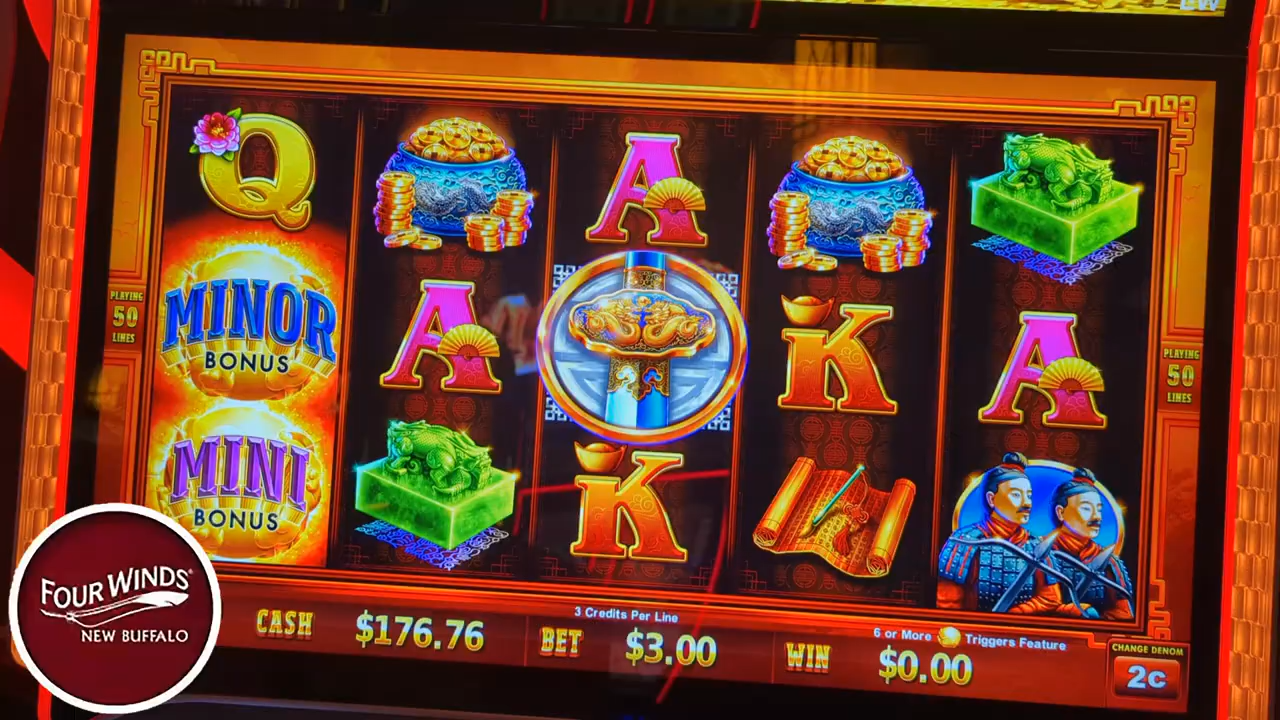 Q
A
MINOR
BONUS
A
K
A
MINI
BONUS
K
PLAYING
50
LINES
PLAYING
50
LINES
FOUR WINDS®
NEW BUFFALO
CASH
$176.76
3 Credits Per Line
BET
$3.00
WIN
6 or More Triggers Feature
$0.00
CHANGE DENOM
2¢